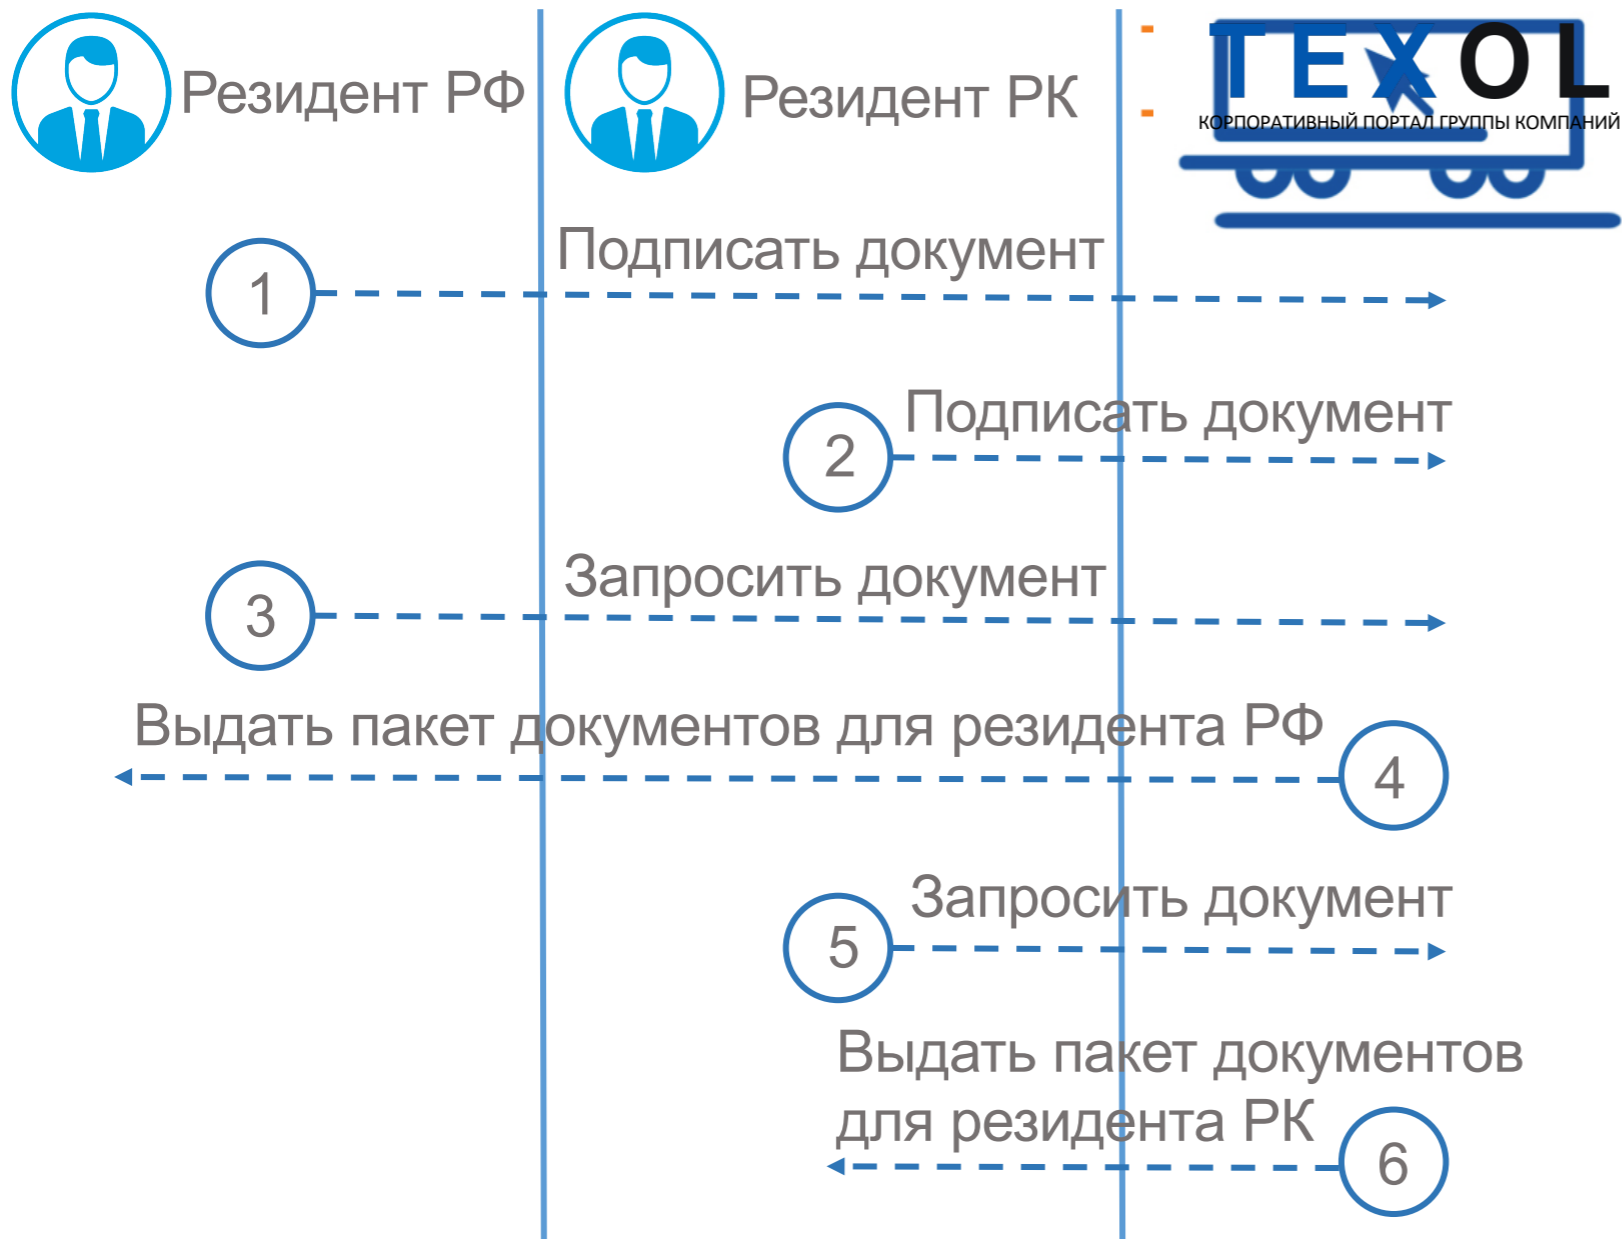 Резидент РФ
Резидент РК
TEXOL
КОРПОРАТИВНЫЙ ПОРТАЛ ГРУППЫ КОМПАНИЙ
1
Подписать документ
2
Подписать документ
3
Запросить документ
Выдать пакет документов для резидента РФ
4
5
Запросить документ
Выдать пакет документов
для резидента РК
6